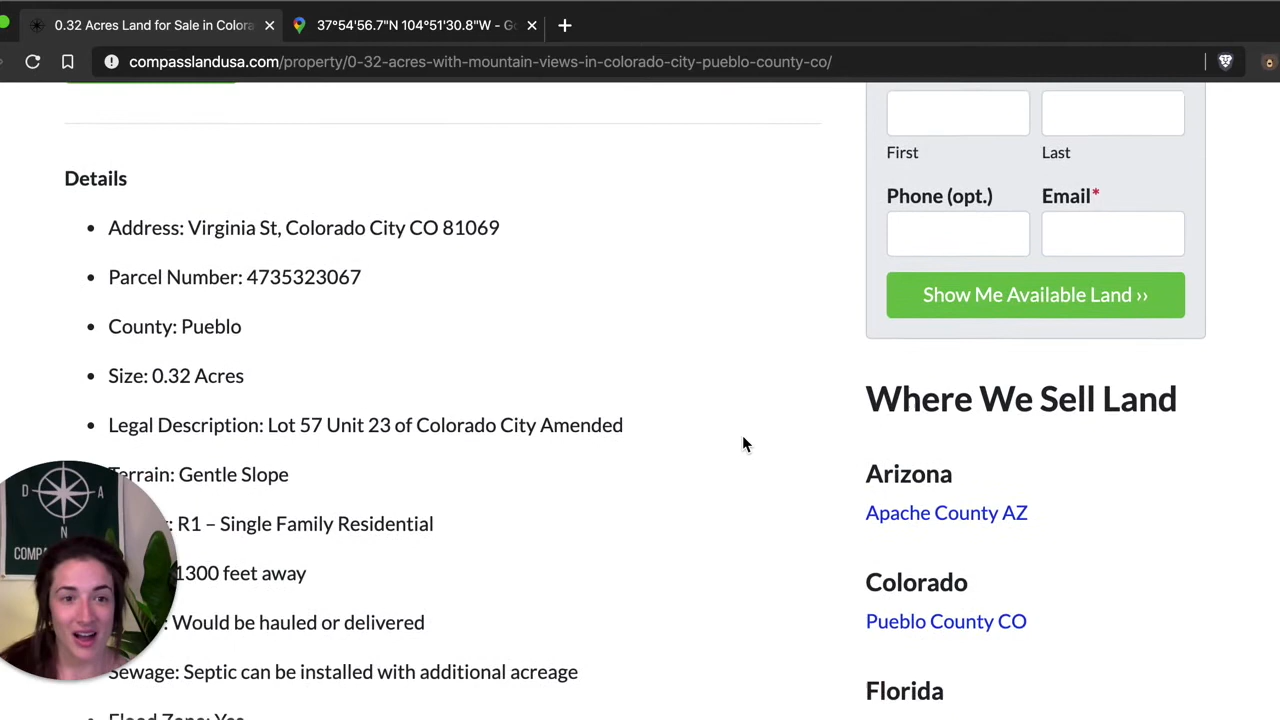 0.32 Acres Land for Sale in Colora
37°54'56.7"N 104°51'30.8"W - Go
compasslandusa.com/property/0-32-acres-with-mountain-views-in-colorado-city-pueblo-county-co/
First
Last
Phone (opt.)
Email*
Show Me Available Land ››
Details
Address: Virginia St, Colorado City CO 81069
Parcel Number: 4735323067
County: Pueblo
Size: 0.32 Acres
Legal Description: Lot 57 Unit 23 of Colorado City Amended
Terrain: Gentle Slope
: R1 – Single Family Residential
1300 feet away
: Would be hauled or delivered
Sewage: Septic can be installed with additional acreage
Flood Zone: Yes
Where We Sell Land
Arizona
Apache County AZ
Colorado
Pueblo County CO
Florida
D
A
N
COMPA